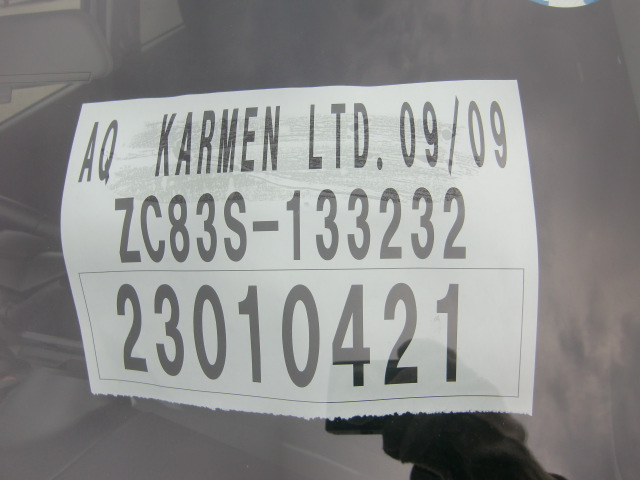 AQ KARMEN LTD. 09/09
ZC83S-133232
23010421